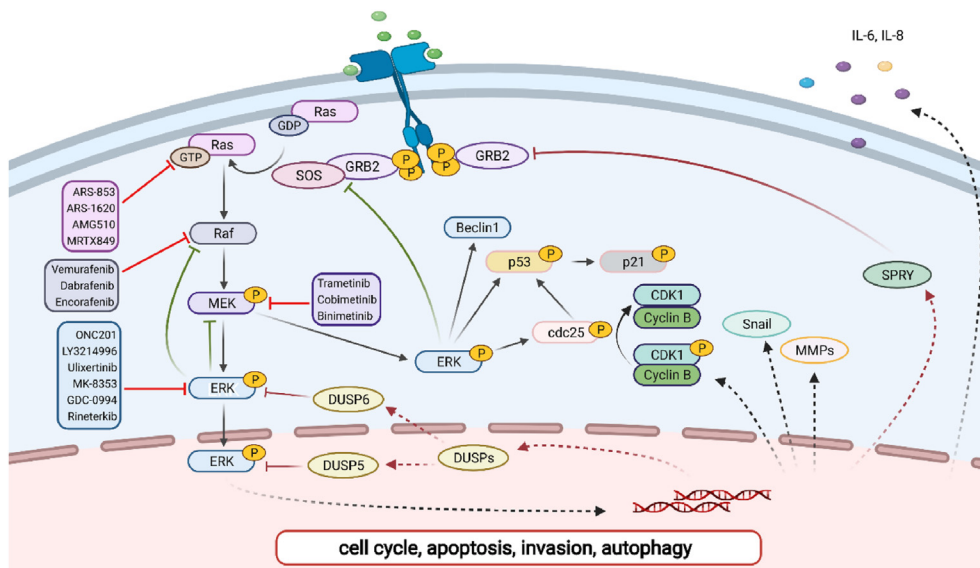 IL-6, IL-8
Ras
GDP
Ras
GTP
SOS
GRB2
P
P
P
P
GRB2
ARS-853
ARS-1620
AMG510
MRTX849
Raf
Vemurafenib
Dabrafenib
Encorafenib
MEK
P
Trametinib
Cobimetinib
Binimetinib
ONC201
LY3214996
Ulixertinib
MK-8353
GDC-0994
Rineterkib
ERK
P
Beclin1
p53
P
p21
P
ERK
P
cdc25
P
CDK1
Cyclin B
CDK1
P
Cyclin B
Snail
MMPs
SPRY
DUSP6
DUSPs
DUSP5
ERK
P
cell cycle, apoptosis, invasion, autophagy